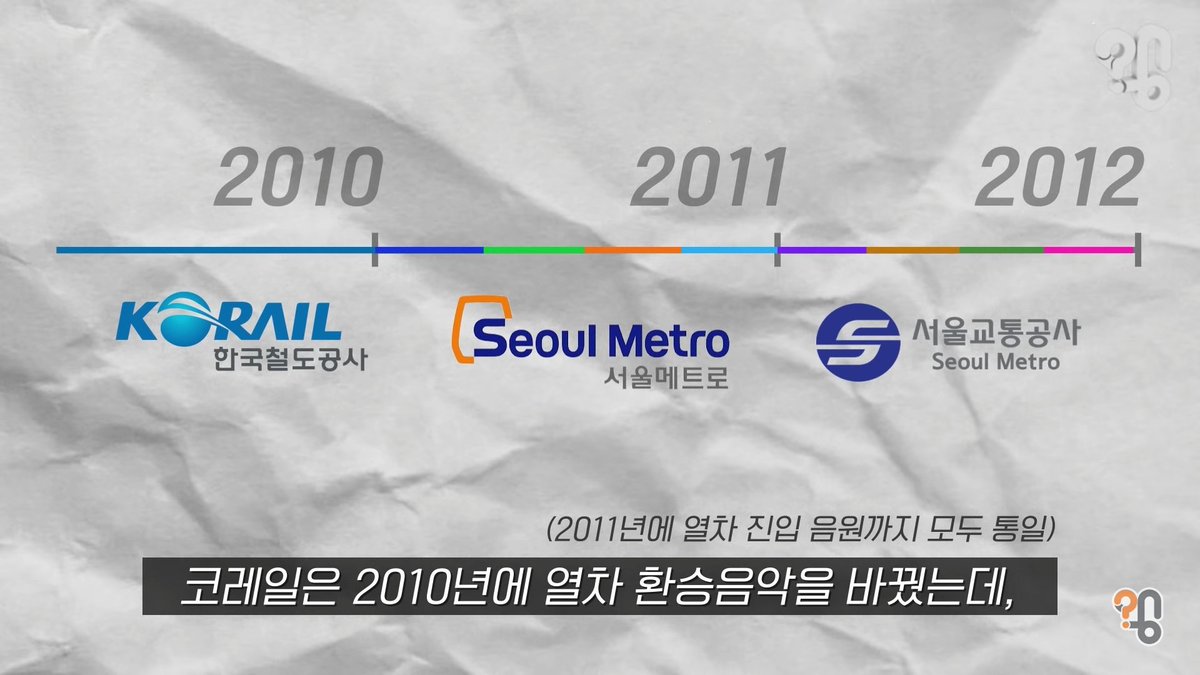 2010
2011
2012
KORAIL
한국철도공사
Seoul Metro
서울메트로
서울교통공사
Seoul Metro
(2011년에 열차 진입 음원까지 모두 통일)
코레일은 2010년에 열차 환승음악을 바꿨는데,